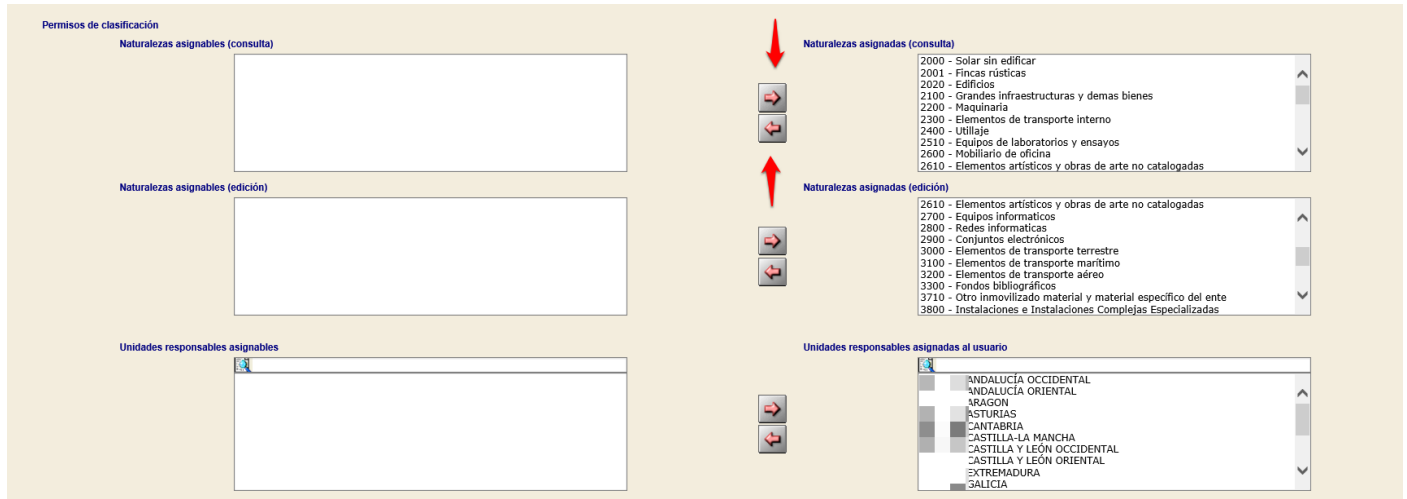 Permisos de clasificación
Naturalezas asignables (consulta)
Naturalezas asignadas (consulta)
2000 - Solar sin edificar
2001 - Fincas rústicas
2020 - Edificios
2100 - Grandes infraestructuras y demas bienes
2200 - Maquinaria
2300 - Elementos de transporte interno
2400 - Utillaje
2510 - Equipos de laboratorios y ensayos
2600 - Mobiliario de oficina
2610 - Elementos artísticos y obras de arte no catalogadas
Naturalezas asignables (edición)
Naturalezas asignadas (edición)
2610 - Elementos artísticos y obras de arte no catalogadas
2700 - Equipos informaticos
2800 - Redes informaticas
2900 - Conjuntos electrónicos
3000 - Elementos de transporte terrestre
3100 - Elementos de transporte marítimo
3200 - Elementos de transporte aéreo
3300 - Fondos bibliográficos
3710 - Otro inmovilizado material y material específico del ente
3800 - Instalaciones e Instalaciones Complejas Especializadas
Unidades responsables asignables
Unidades responsables asignadas al usuario
ANDALUCÍA OCCIDENTAL
ANDALUCÍA ORIENTAL
ARAGON
ASTURIAS
CANTABRIA
CASTILLA-LA MANCHA
CASTILLA Y LEÓN OCCIDENTAL
CASTILLA Y LEÓN ORIENTAL
EXTREMADURA
GALICIA